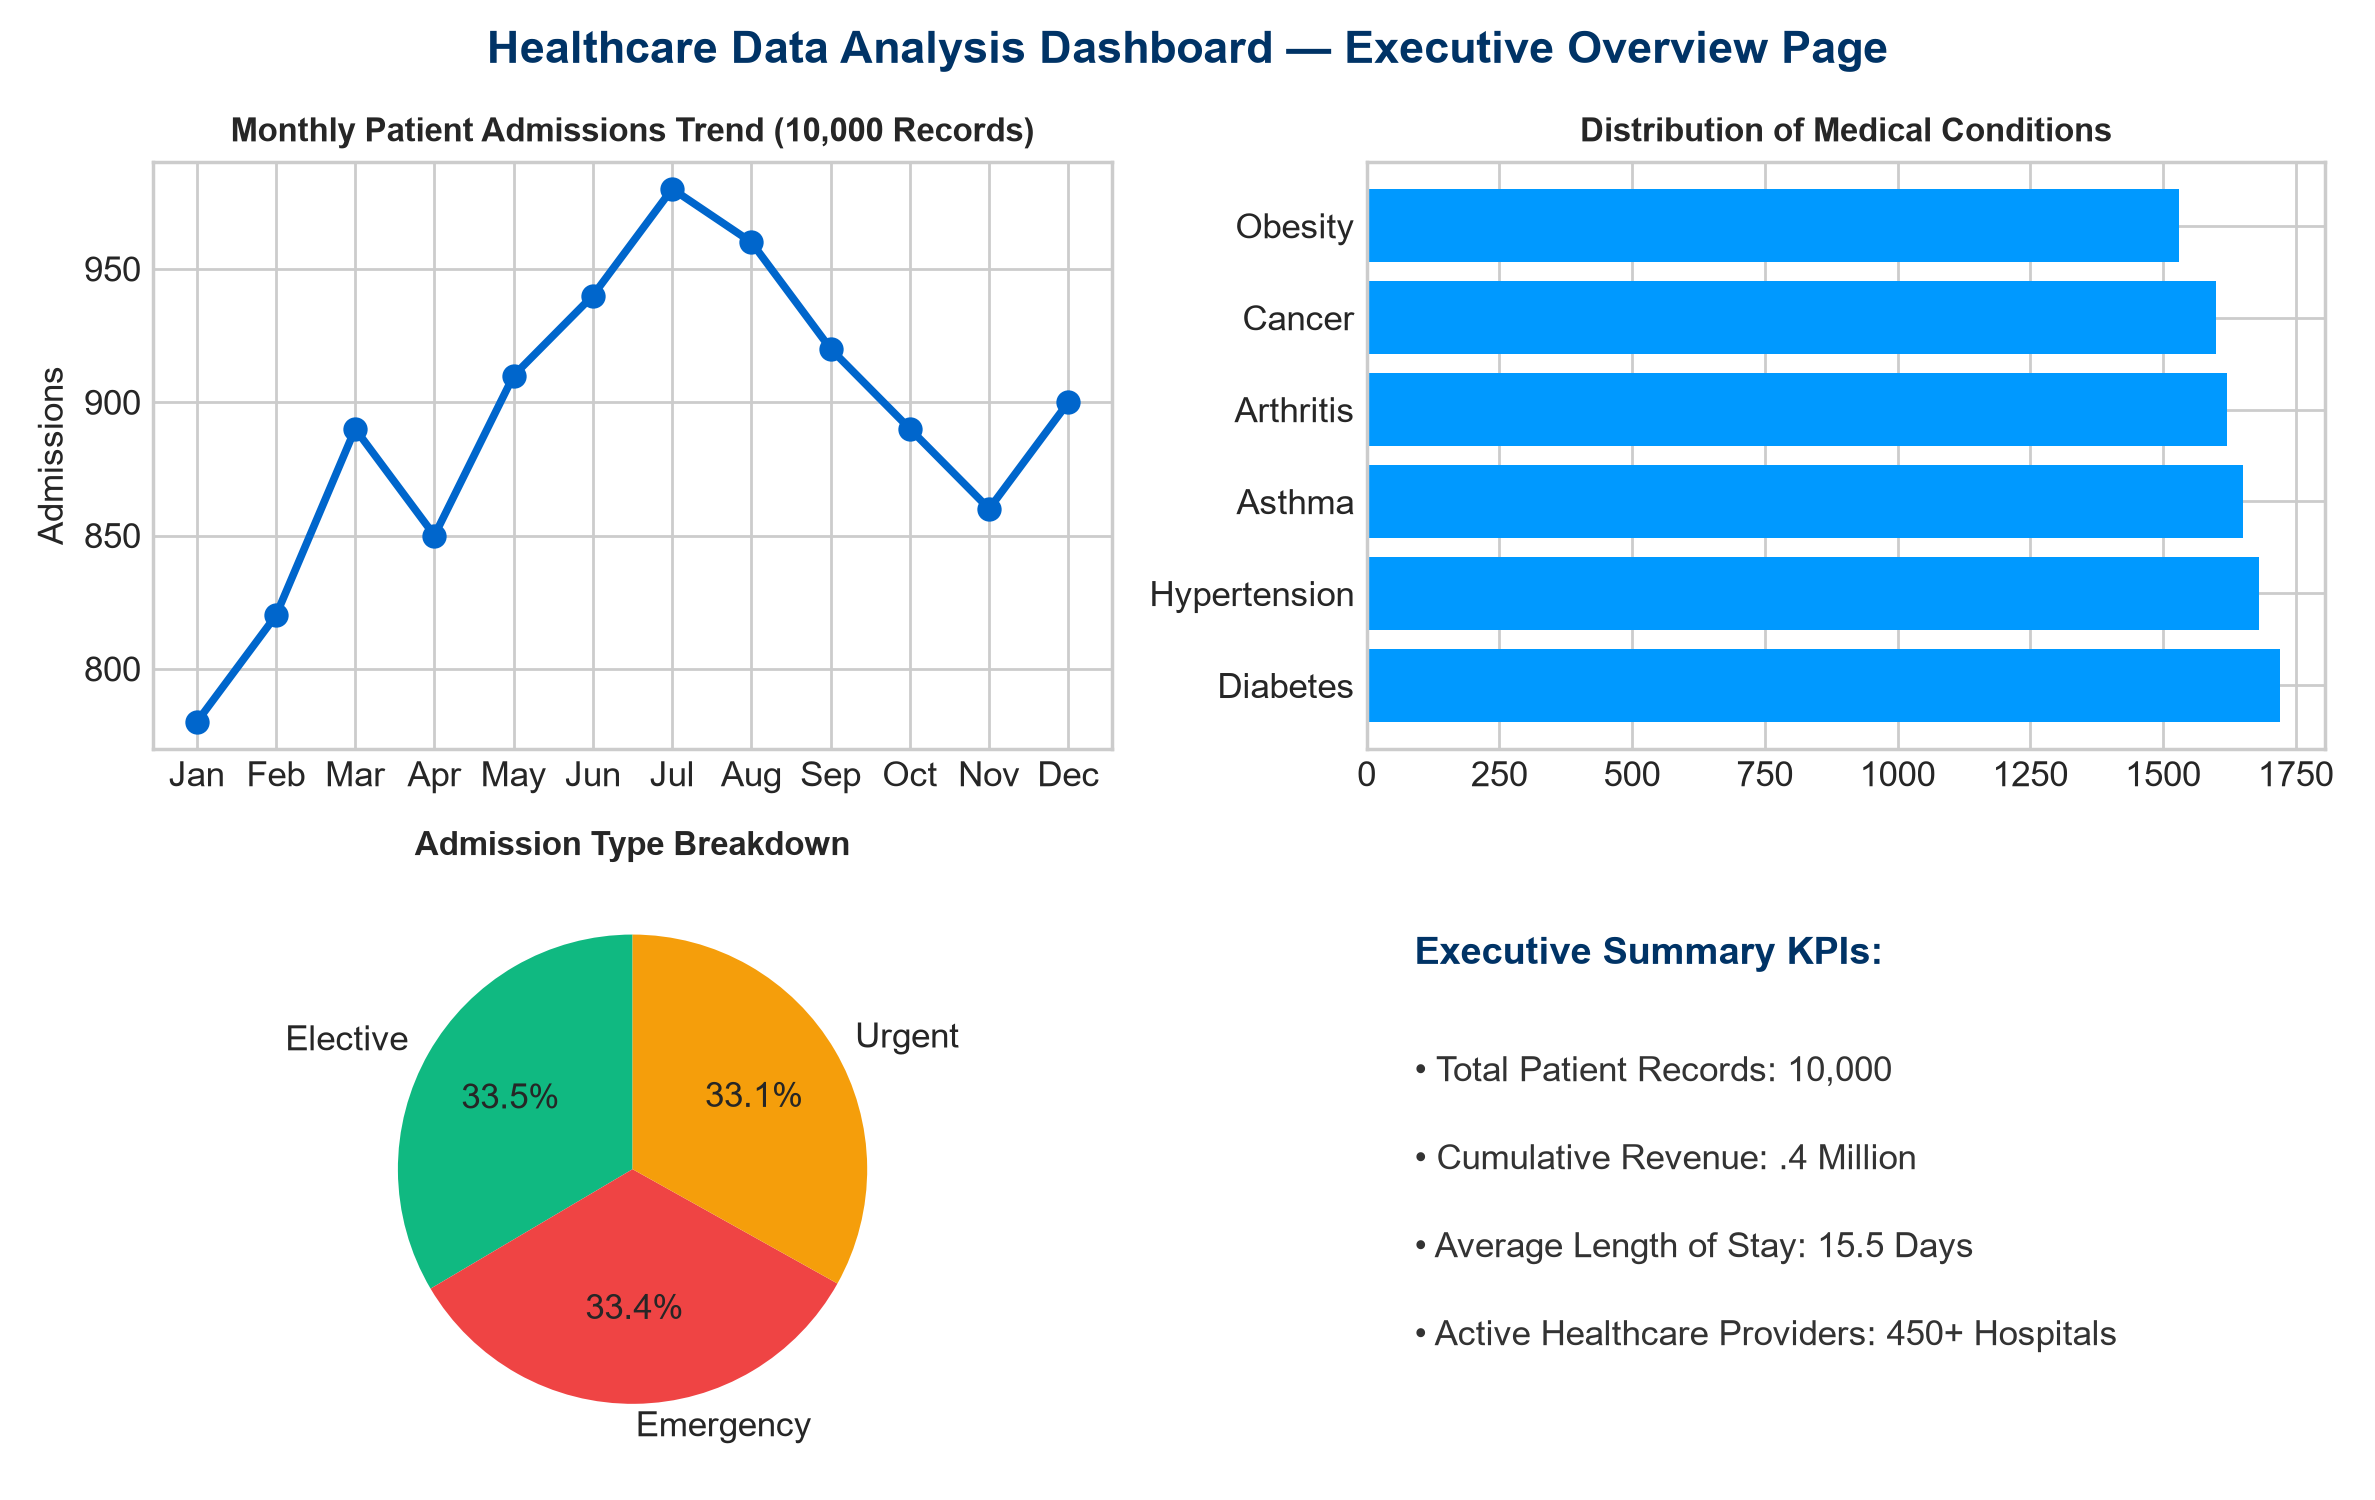 Healthcare Data Analysis Dashboard — Executive Overview Page
Monthly Patient Admissions Trend (10,000 Records)
Admissions
950
900
850
800
Jan Feb Mar Apr May Jun Jul Aug Sep Oct Nov Dec
Distribution of Medical Conditions
Obesity
Cancer
Arthritis
Asthma
Hypertension
Diabetes
0 250 500 750 1000 1250 1500 1750
Admission Type Breakdown
Elective
33.5%
Urgent
33.1%
33.4%
Emergency
Executive Summary KPIs:
• Total Patient Records: 10,000
• Cumulative Revenue: .4 Million
• Average Length of Stay: 15.5 Days
• Active Healthcare Providers: 450+ Hospitals